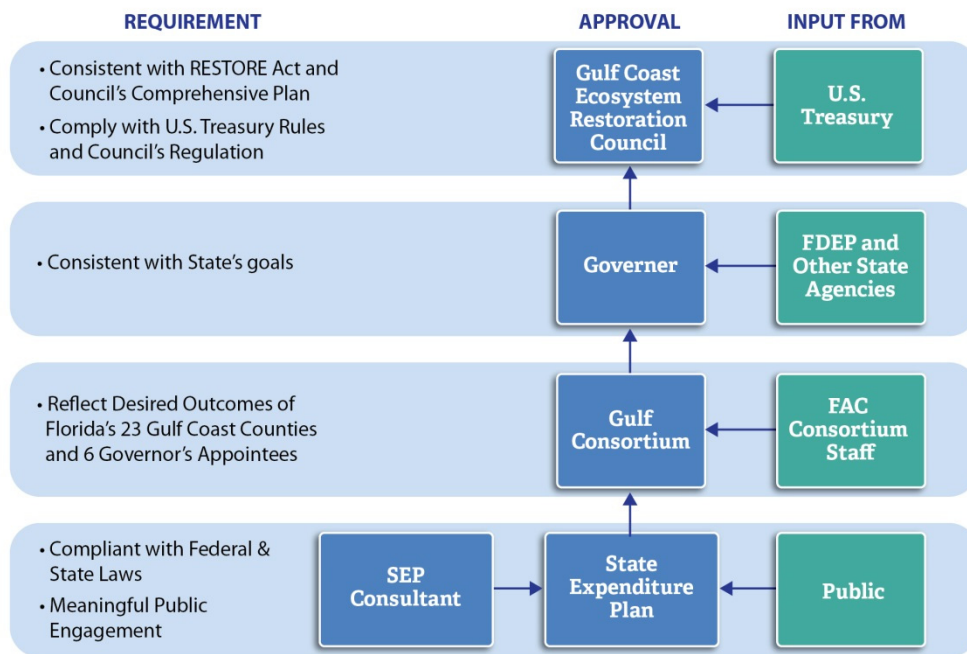 REQUIREMENT
APPROVAL
INPUT FROM
• Consistent with RESTORE Act and
Council's Comprehensive Plan
• Comply with U.S. Treasury Rules
and Council's Regulation
Gulf Coast
Ecosystem
Restoration
Council
U.S.
Treasury
• Consistent with State's goals
Governer
FDEP and
Other State
Agencies
• Reflect Desired Outcomes of
Florida's 23 Gulf Coast Counties
and 6 Governor's Appointees
Gulf
Consortium
FAC
Consortium
Staff
• Compliant with Federal &
State Laws
• Meaningful Public
Engagement
SEP
Consultant
State
Expenditure
Plan
Public